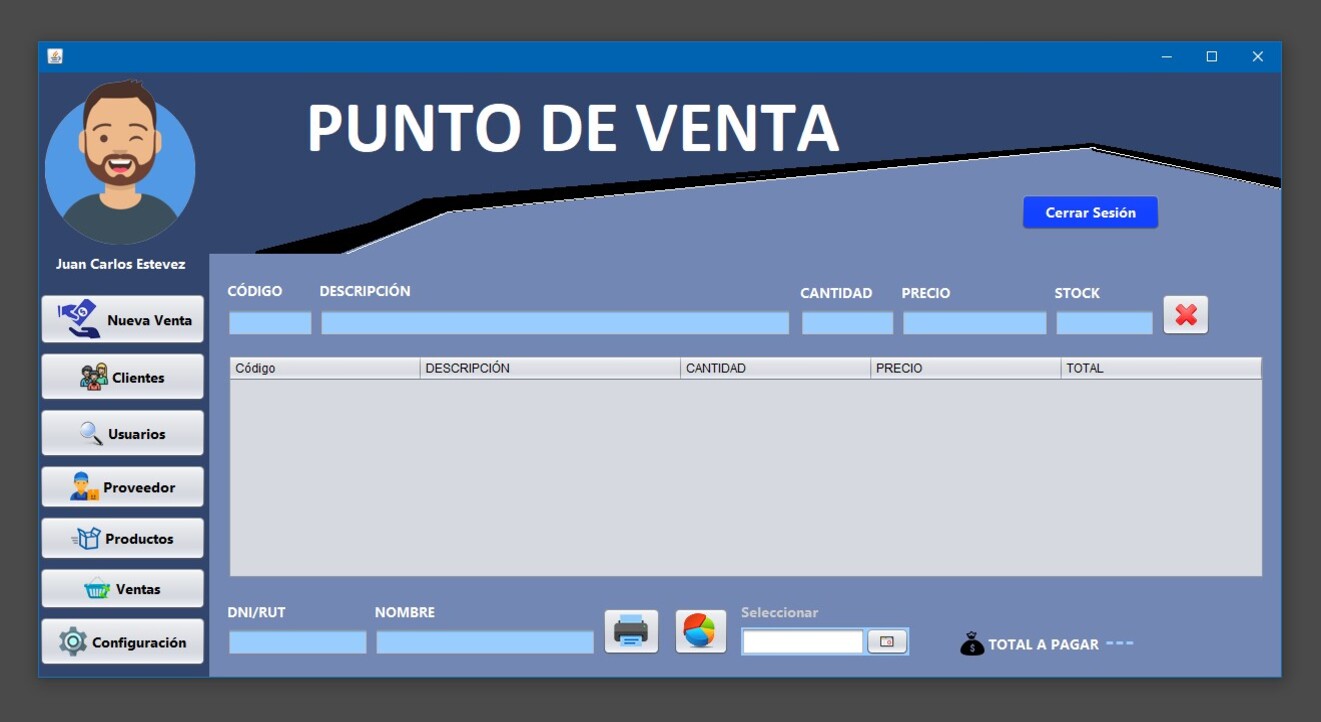 PUNTO DE VENTA
Cerrar Sesión
Juan Carlos Estevez
Nueva Venta
Clientes
Usuarios
Proveedor
Productos
Ventas
Configuración
CÓDIGO DESCRIPCIÓN CANTIDAD PRECIO STOCK
Código DESCRIPCIÓN CANTIDAD PRECIO TOTAL
DNI/RUT NOMBRE Seleccionar
TOTAL A PAGAR ---